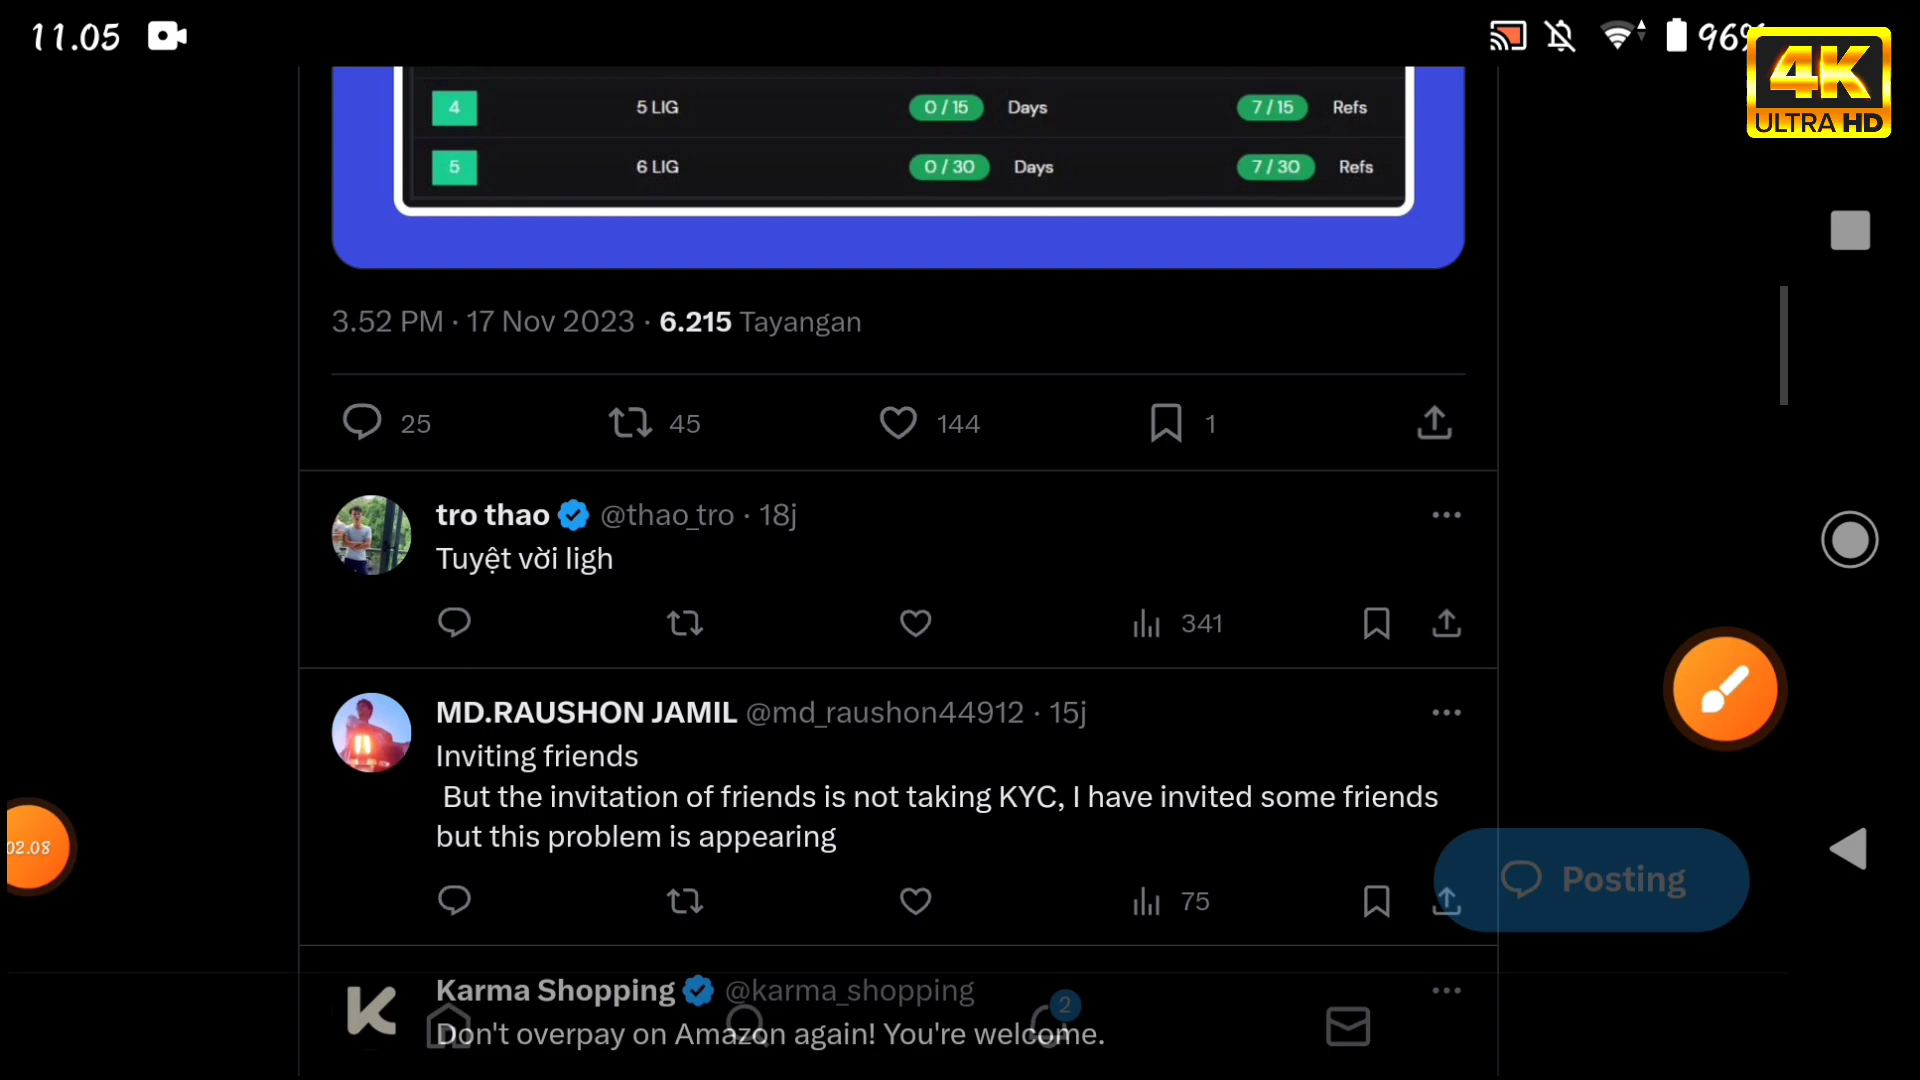 11.05
96%
4K
ULTRA HD
4 5 LIG 0 / 15 Days 7 / 15 Refs
5 6 LIG 0 / 30 Days 7 / 30 Refs
3.52 PM · 17 Nov 2023 · 6.215 Tayangan
25 45 144 1
tro thao @thao_tro · 18j
Tuyệt vời ligh
341
MD.RAUSHON JAMIL @md_raushon44912 · 15j
Inviting friends
But the invitation of friends is not taking KYC, I have invited some friends
but this problem is appearing
02.08
Posting
75
Karma Shopping @karma_shopping
2
Don't overpay on Amazon again! You're welcome.